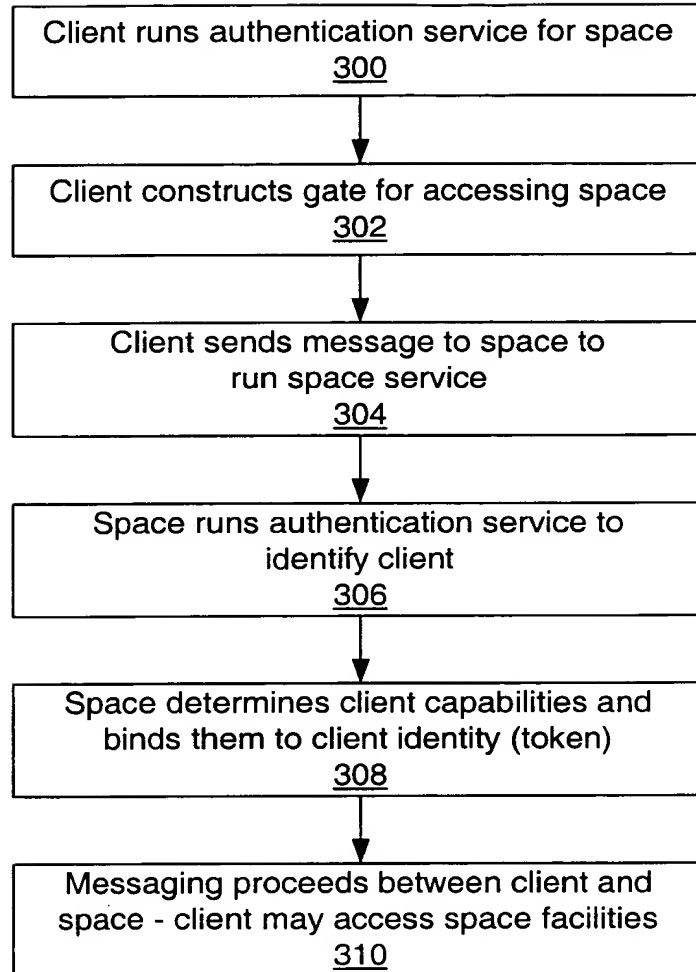 Client runs authentication service for space
300
Client constructs gate for accessing space
302
Client sends message to space to
run space service
304
Space runs authentication service to
identify client
306
Space determines client capabilities and
binds them to client identity (token)
308
Messaging proceeds between client and
space - client may access space facilities
310